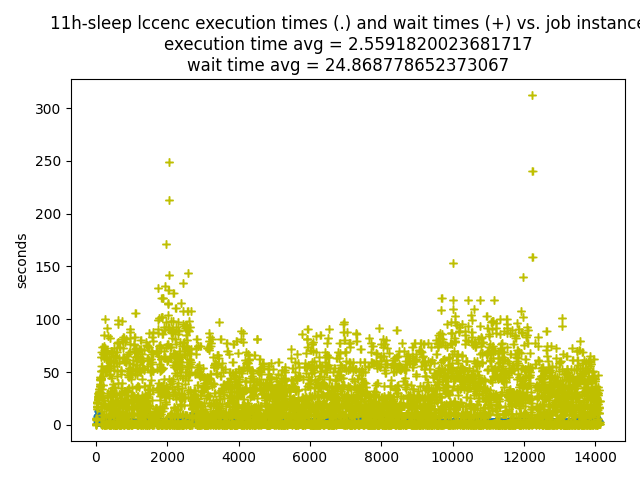 11h-sleep lccenc execution times (.) and wait times (+) vs. job instance
execution time avg = 2.5591820023681717
wait time avg = 24.868778652373067
300
250
200
150
100
50
0
seconds
0 2000 4000 6000 8000 10000 12000 14000